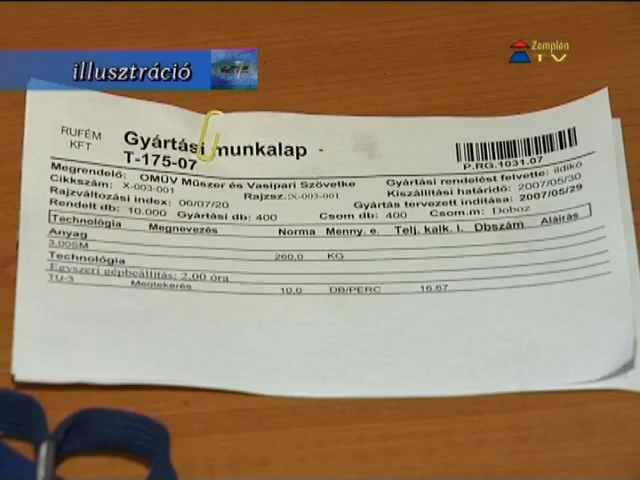 illusztráció
Zemplén
TV
RUFÉM
KFT
Gyártási munkalap
T-175-07
P.RG.1031.07
Megrendelő: OMÜV Műszer és Vasipari Szövetke
Gyártási rendelést felvette: ildikó
Cikkszám: X-003-001
Rajzsz.:X-003-001
Kiszállítási határidő: 2007/05/30
Rajzváltozási index: 06/07/20
Gyártás tervezett indítása: 2007/05/29
Rendelt db: 10.000 Gyártási db: 400 Csom db: 400 Csom.m: Doboz
Technológia Megnevezés Norma Menny. e. Telj. kalk. i. Dbszám Aláírás
Anyag
3,005M 260,0 KG
Technológia
Egyszeri gépbeállítás: 2,00 óra
TU-3 Megtekerés 10,0 DB/PERC 16.67